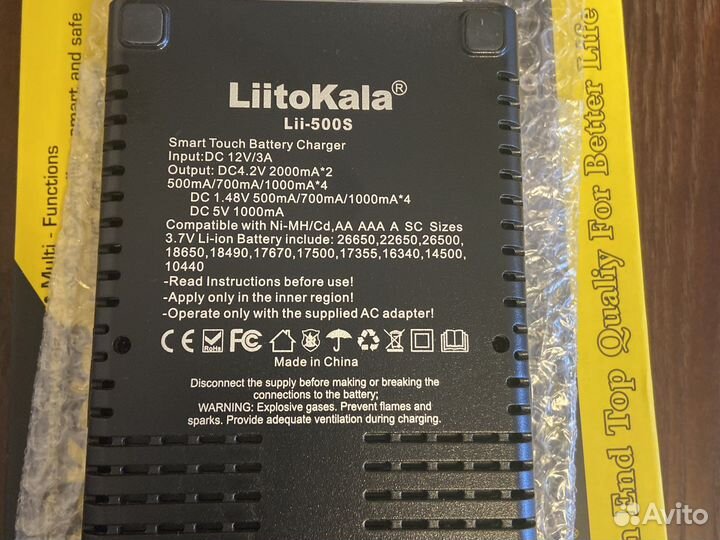 LiitoKala®
Lii-500S
Smart Touch Battery Charger
Input:DC 12V/3A
Output: DC4.2V 2000mA*2
500mA/700mA/1000mA*4
DC 1.48V 500mA/700mA/1000mA*4
DC 5V 1000mA
Compatible with Ni-MH/Cd,AA AAA A SC Sizes
3.7V Li-ion Battery include: 26650,22650,26500,
18650,18490,17670,17500,17355,16340,14500,
10440
-Read Instructions before use!
-Apply only in the inner region!
-Operate only with the supplied AC adapter!
CE RoHs FC
Made in China
Disconnect the supply before making or breaking the
connections to the battery;
WARNING: Explosive gases. Prevent flames and
sparks. Provide adequate ventilation during charging.
Multi - Functions
smart and safe
End Top Qualiy For Better Life
Avito